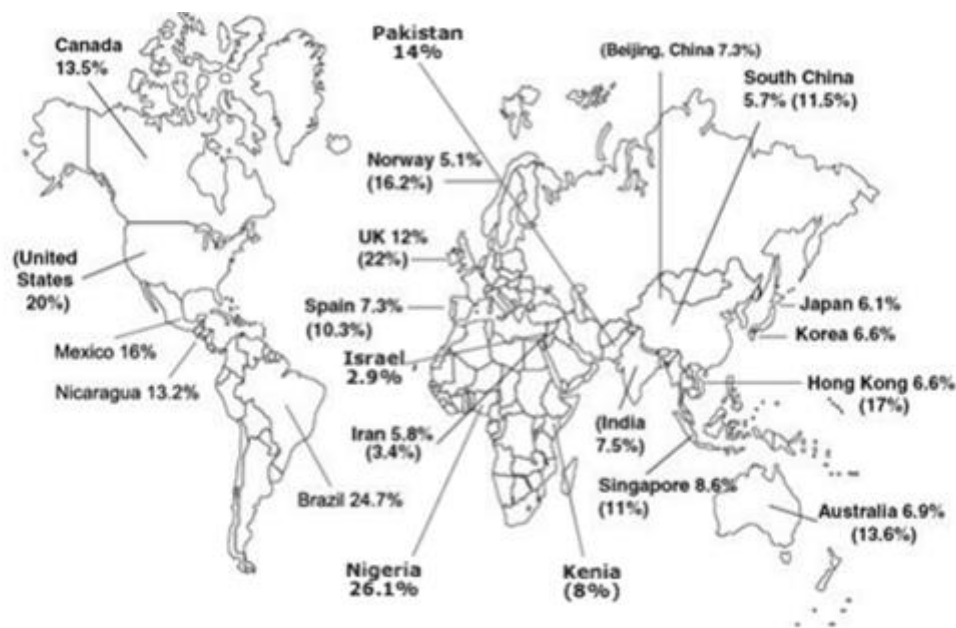 Canada
13.5%
Pakistan
14%
(Beijing, China 7.3%)
South China
5.7% (11.5%)
Norway 5.1%
(16.2%)
UK 12%
(22%)
(United
States
20%)
Spain 7.3%
(10.3%)
Japan 6.1%
Korea 6.6%
Mexico 16%
Israel
2.9%
Nicaragua 13.2%
Hong Kong 6.6%
(17%)
Iran 5.8%
(3.4%)
(India
7.5%)
Brazil 24.7%
Singapore 8.6%
(11%)
Australia 6.9%
(13.6%)
Nigeria
26.1%
Kenia
(8%)